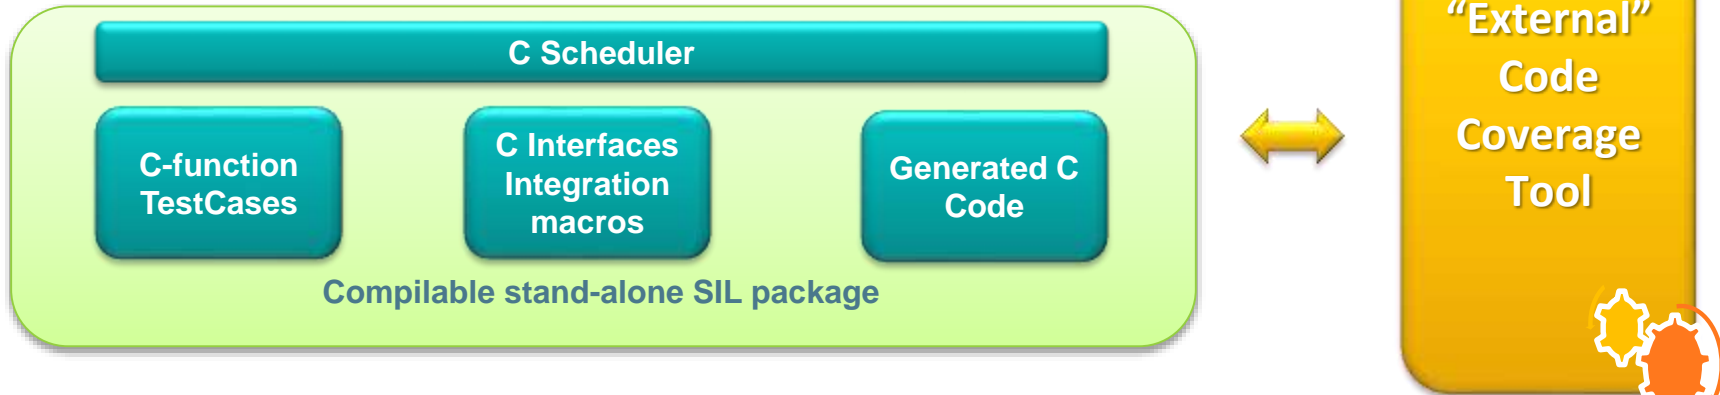 C Scheduler
C-function
TestCases
C Interfaces
Integration
macros
Generated C
Code
Compilable stand-alone SIL package
“External”
Code
Coverage
Tool